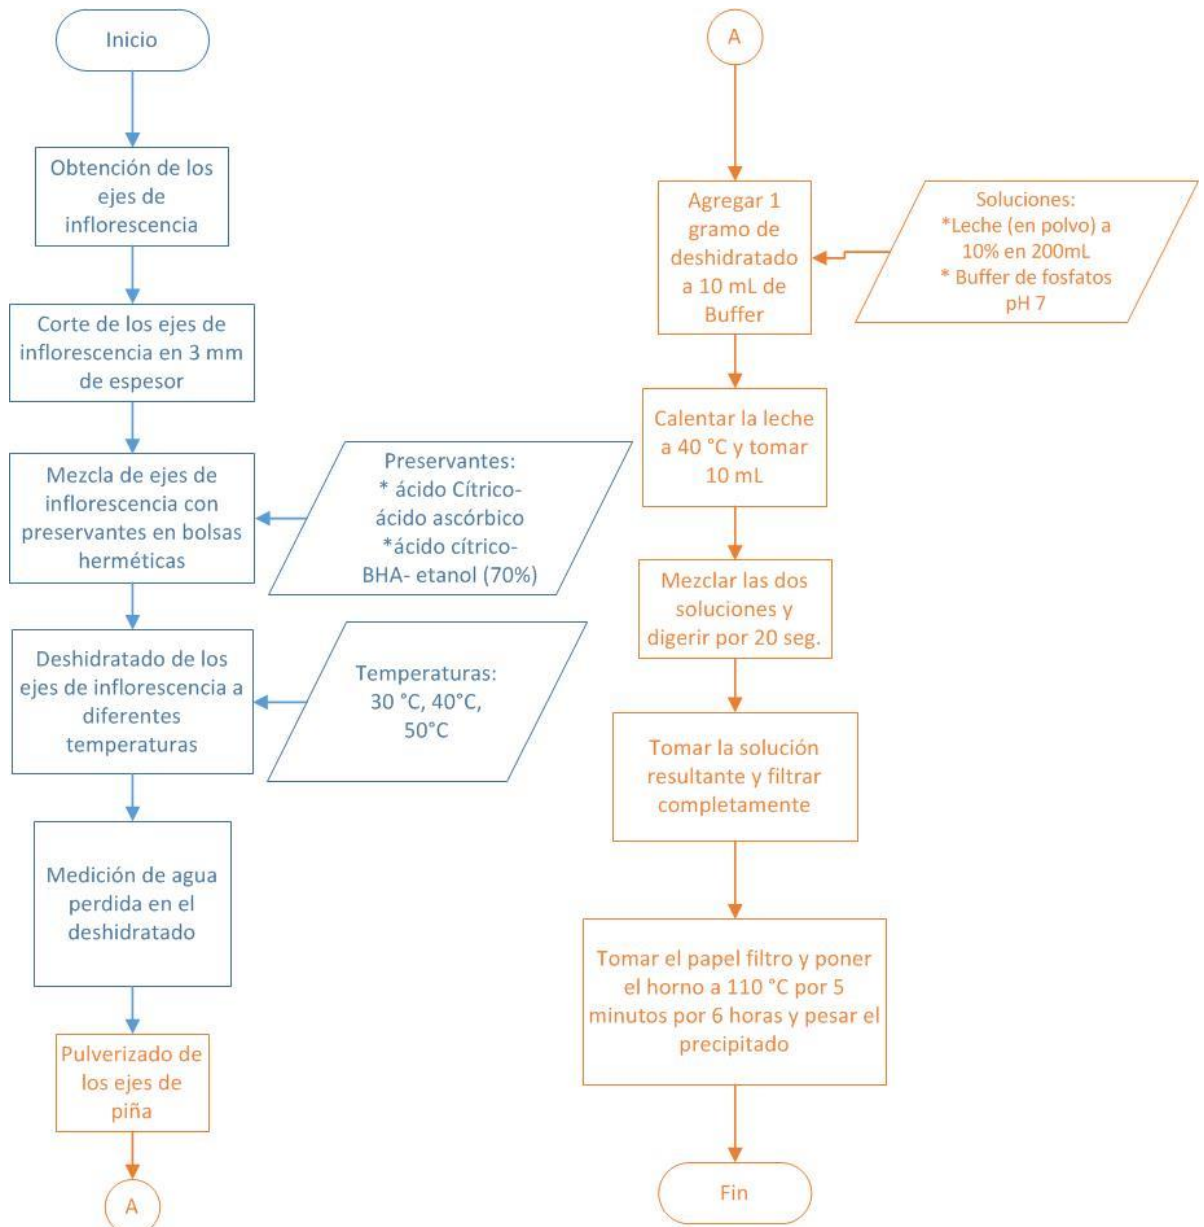 Inicio
Obtención de los
ejes de
inflorescencia
Corte de los ejes de
inflorescencia en 3 mm
de espesor
Mezcla de ejes de
inflorescencia con
preservantes en bolsas
herméticas
Preservantes:
* ácido Cítrico-
ácido ascórbico
*ácido cítrico-
BHA- etanol (70%)
Deshidratado de los
ejes de inflorescencia a
diferentes
temperaturas
Temperaturas:
30 °C, 40°C,
50°C
Medición de agua
perdida en el
deshidratado
Pulverizado de
los ejes de
piña
A
A
Agregar 1
gramo de
deshidratado
a 10 mL de
Buffer
Soluciones:
*Leche (en polvo) a
10% en 200mL
* Buffer de fosfatos
pH 7
Calentar la leche
a 40 °C y tomar
10 mL
Mezclar las dos
soluciones y
digerir por 20 seg.
Tomar la solución
resultante y filtrar
completamente
Tomar el papel filtro y poner
el horno a 110 °C por 5
minutos por 6 horas y pesar el
precipitado
Fin